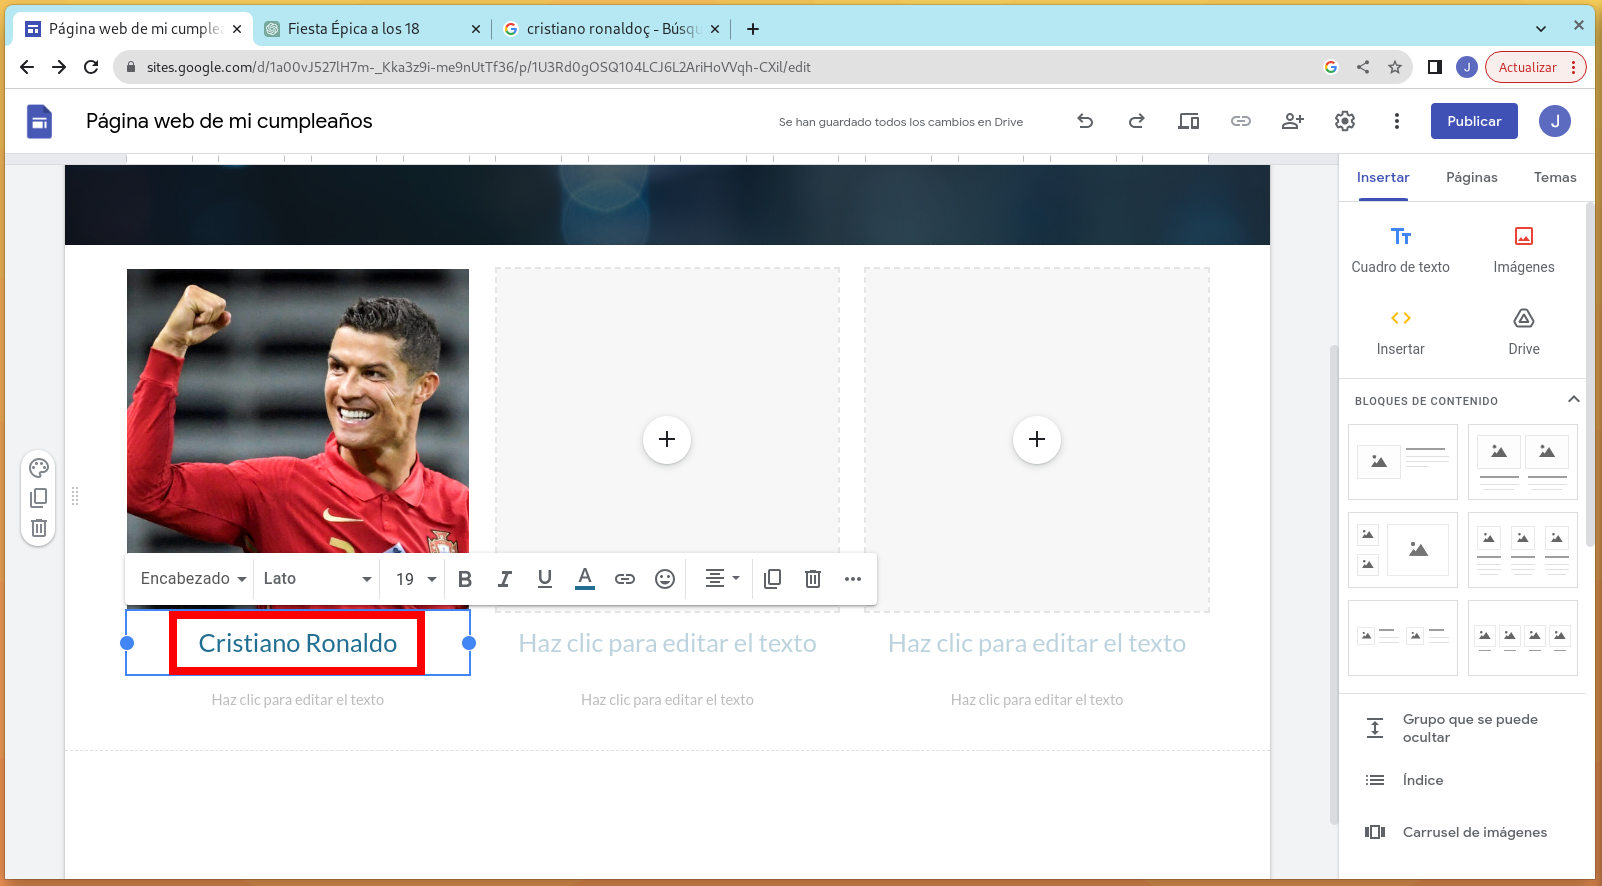 Página web de mi cumplea
Fiesta Épica a los 18
cristiano ronaldoç - Búsqu
sites.google.com/d/1a00vJ527lH7m-_Kka3z9i-me9nUtTf36/p/1U3Rd0gOSQ104LCJ6L2AriHoVVqh-CXil/edit
J
Actualizar
Página web de mi cumpleaños
Se han guardado todos los cambios en Drive
Publicar
J
Insertar
Páginas
Temas
Cuadro de texto
Imágenes
Insertar
Drive
BLOQUES DE CONTENIDO
Encabezado
Lato
19
B
I
U
A
Cristiano Ronaldo
Haz clic para editar el texto
Haz clic para editar el texto
Haz clic para editar el texto
Haz clic para editar el texto
Haz clic para editar el texto
Grupo que se puede
ocultar
Índice
Carrusel de imágenes